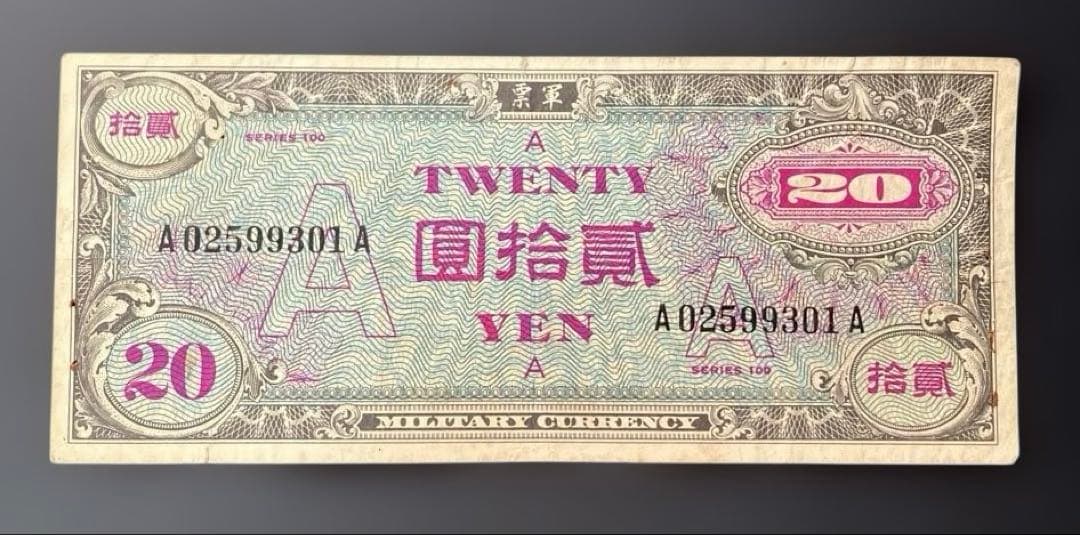 票軍
拾貳
SERIES 100
A
TWENTY
20
A 02599301 A
A
圓拾貳
YEN
A 02599301 A
A
20
A
SERIES 100
拾貳
MILITARY CURRENCY